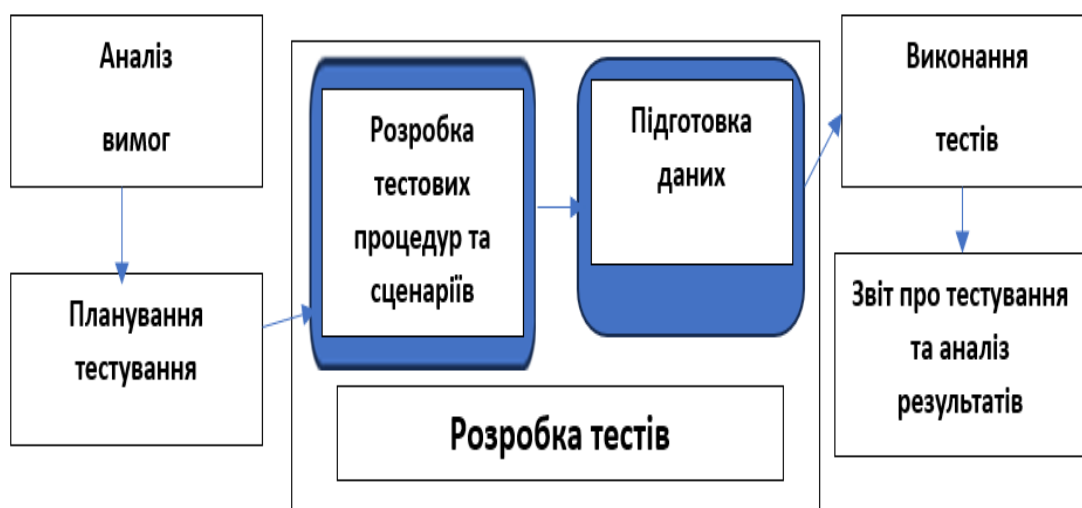 Аналіз
вимог
Планування
тестування
Розробка
тестових
процедур та
сценаріїв
Підготовка
даних
Розробка тестів
Виконання
тестів
Звіт про тестування
та аналіз
результатів